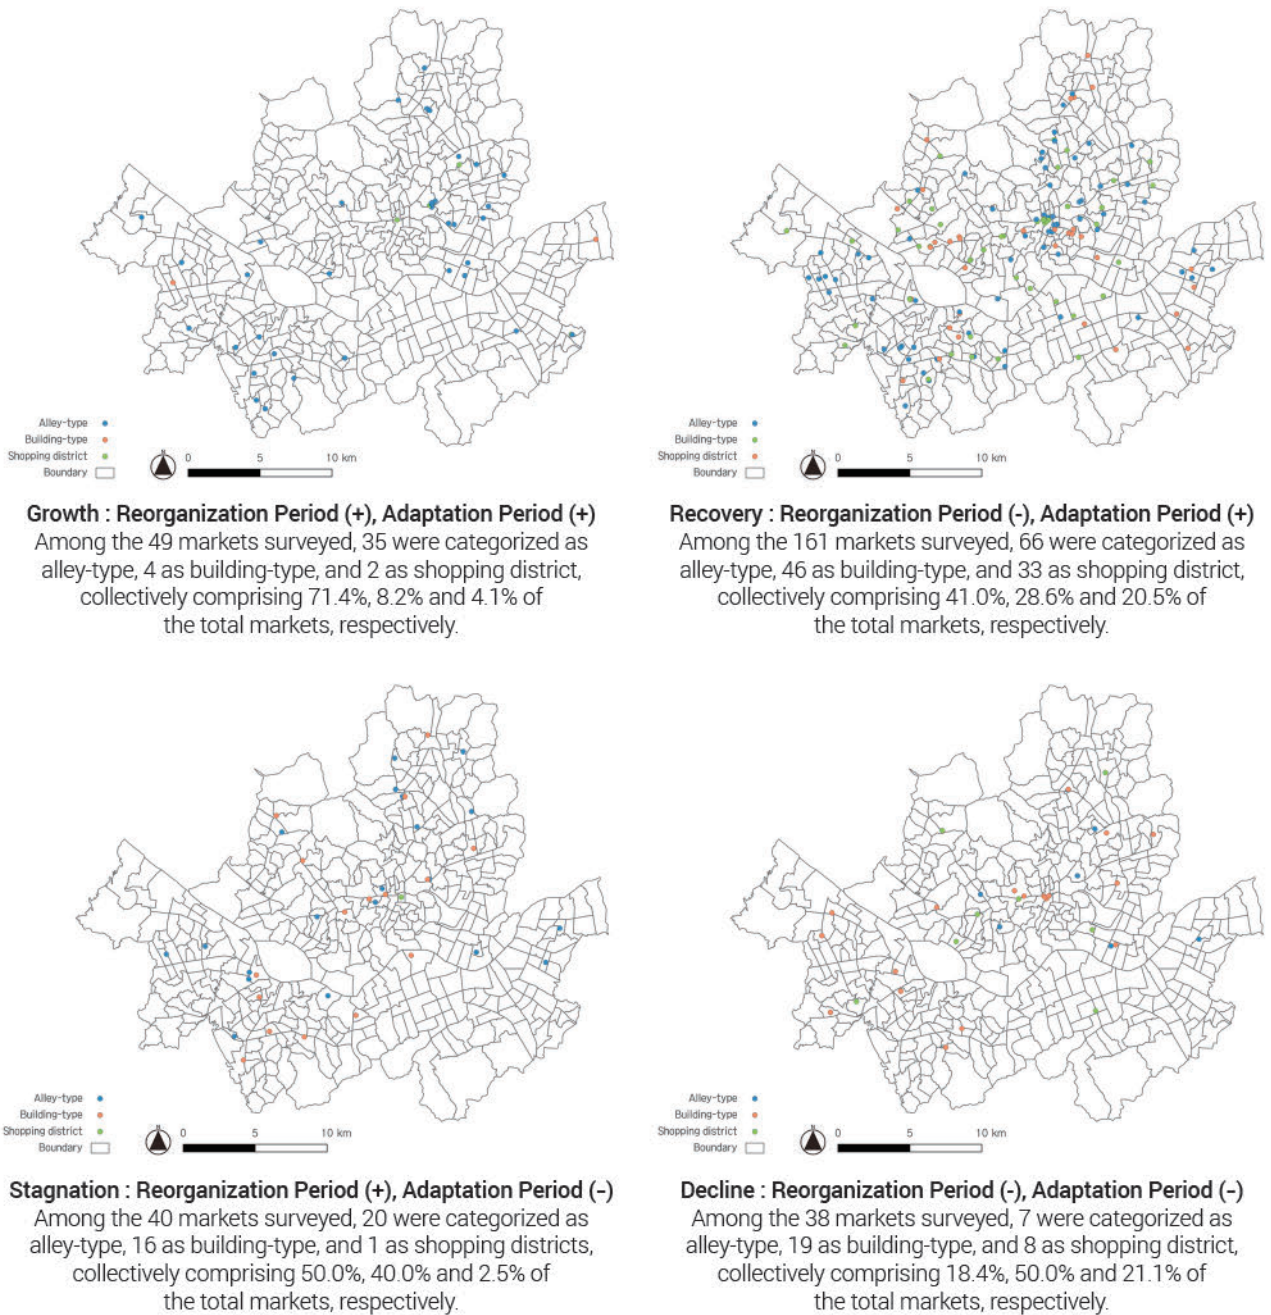 Alley-type
Building-type
Shopping district
Boundary
N
0 5 10 km
Growth : Reorganization Period (+), Adaptation Period (+)
Among the 49 markets surveyed, 35 were categorized as
alley-type, 4 as building-type, and 2 as shopping district,
collectively comprising 71.4%, 8.2% and 4.1% of
the total markets, respectively.
Alley-type
Building-type
Shopping district
Boundary
N
0 5 10 km
Recovery : Reorganization Period (-), Adaptation Period (+)
Among the 161 markets surveyed, 66 were categorized as
alley-type, 46 as building-type, and 33 as shopping district,
collectively comprising 41.0%, 28.6% and 20.5% of
the total markets, respectively.
Alley-type
Building-type
Shopping district
Boundary
N
0 5 10 km
Stagnation : Reorganization Period (+), Adaptation Period (-)
Among the 40 markets surveyed, 20 were categorized as
alley-type, 16 as building-type, and 1 as shopping districts,
collectively comprising 50.0%, 40.0% and 2.5% of
the total markets, respectively.
Alley-type
Building-type
Shopping district
Boundary
N
0 5 10 km
Decline : Reorganization Period (-), Adaptation Period (-)
Among the 38 markets surveyed, 7 were categorized as
alley-type, 19 as building-type, and 8 as shopping district,
collectively comprising 18.4%, 50.0% and 21.1% of
the total markets, respectively.